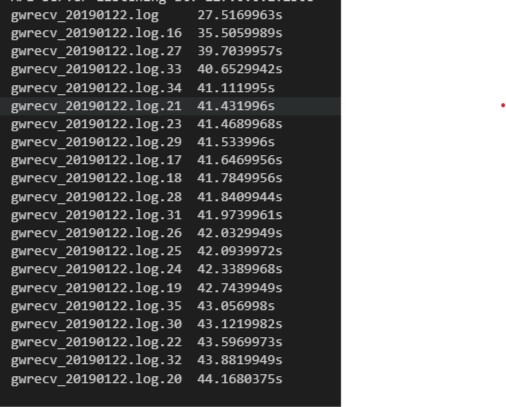 gwrecv_20190122.log 27.5169963s
gwrecv_20190122.log.16 35.5059989s
gwrecv_20190122.log.27 39.7039957s
gwrecv_20190122.log.33 40.6529942s
gwrecv_20190122.log.34 41.111995s
gwrecv_20190122.log.21 41.431996s
gwrecv_20190122.log.23 41.4689968s
gwrecv_20190122.log.29 41.533996s
gwrecv_20190122.log.17 41.6469956s
gwrecv_20190122.log.18 41.7849956s
gwrecv_20190122.log.28 41.8409944s
gwrecv_20190122.log.31 41.9739961s
gwrecv_20190122.log.26 42.0329949s
gwrecv_20190122.log.25 42.0939972s
gwrecv_20190122.log.24 42.3389968s
gwrecv_20190122.log.19 42.7439949s
gwrecv_20190122.log.35 43.056998s
gwrecv_20190122.log.30 43.1219982s
gwrecv_20190122.log.22 43.5969973s
gwrecv_20190122.log.32 43.8819949s
gwrecv_20190122.log.20 44.1680375s